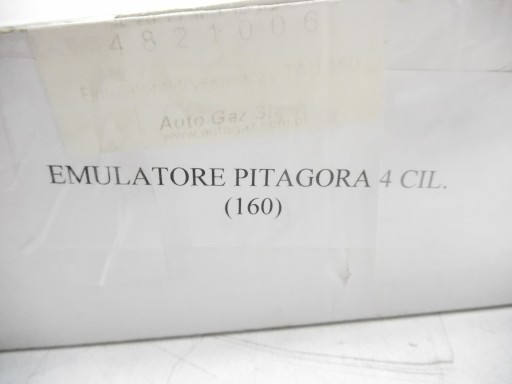 4821006
Auto Gaz
EMULATORE PITAGORA 4 CIL.
(160)